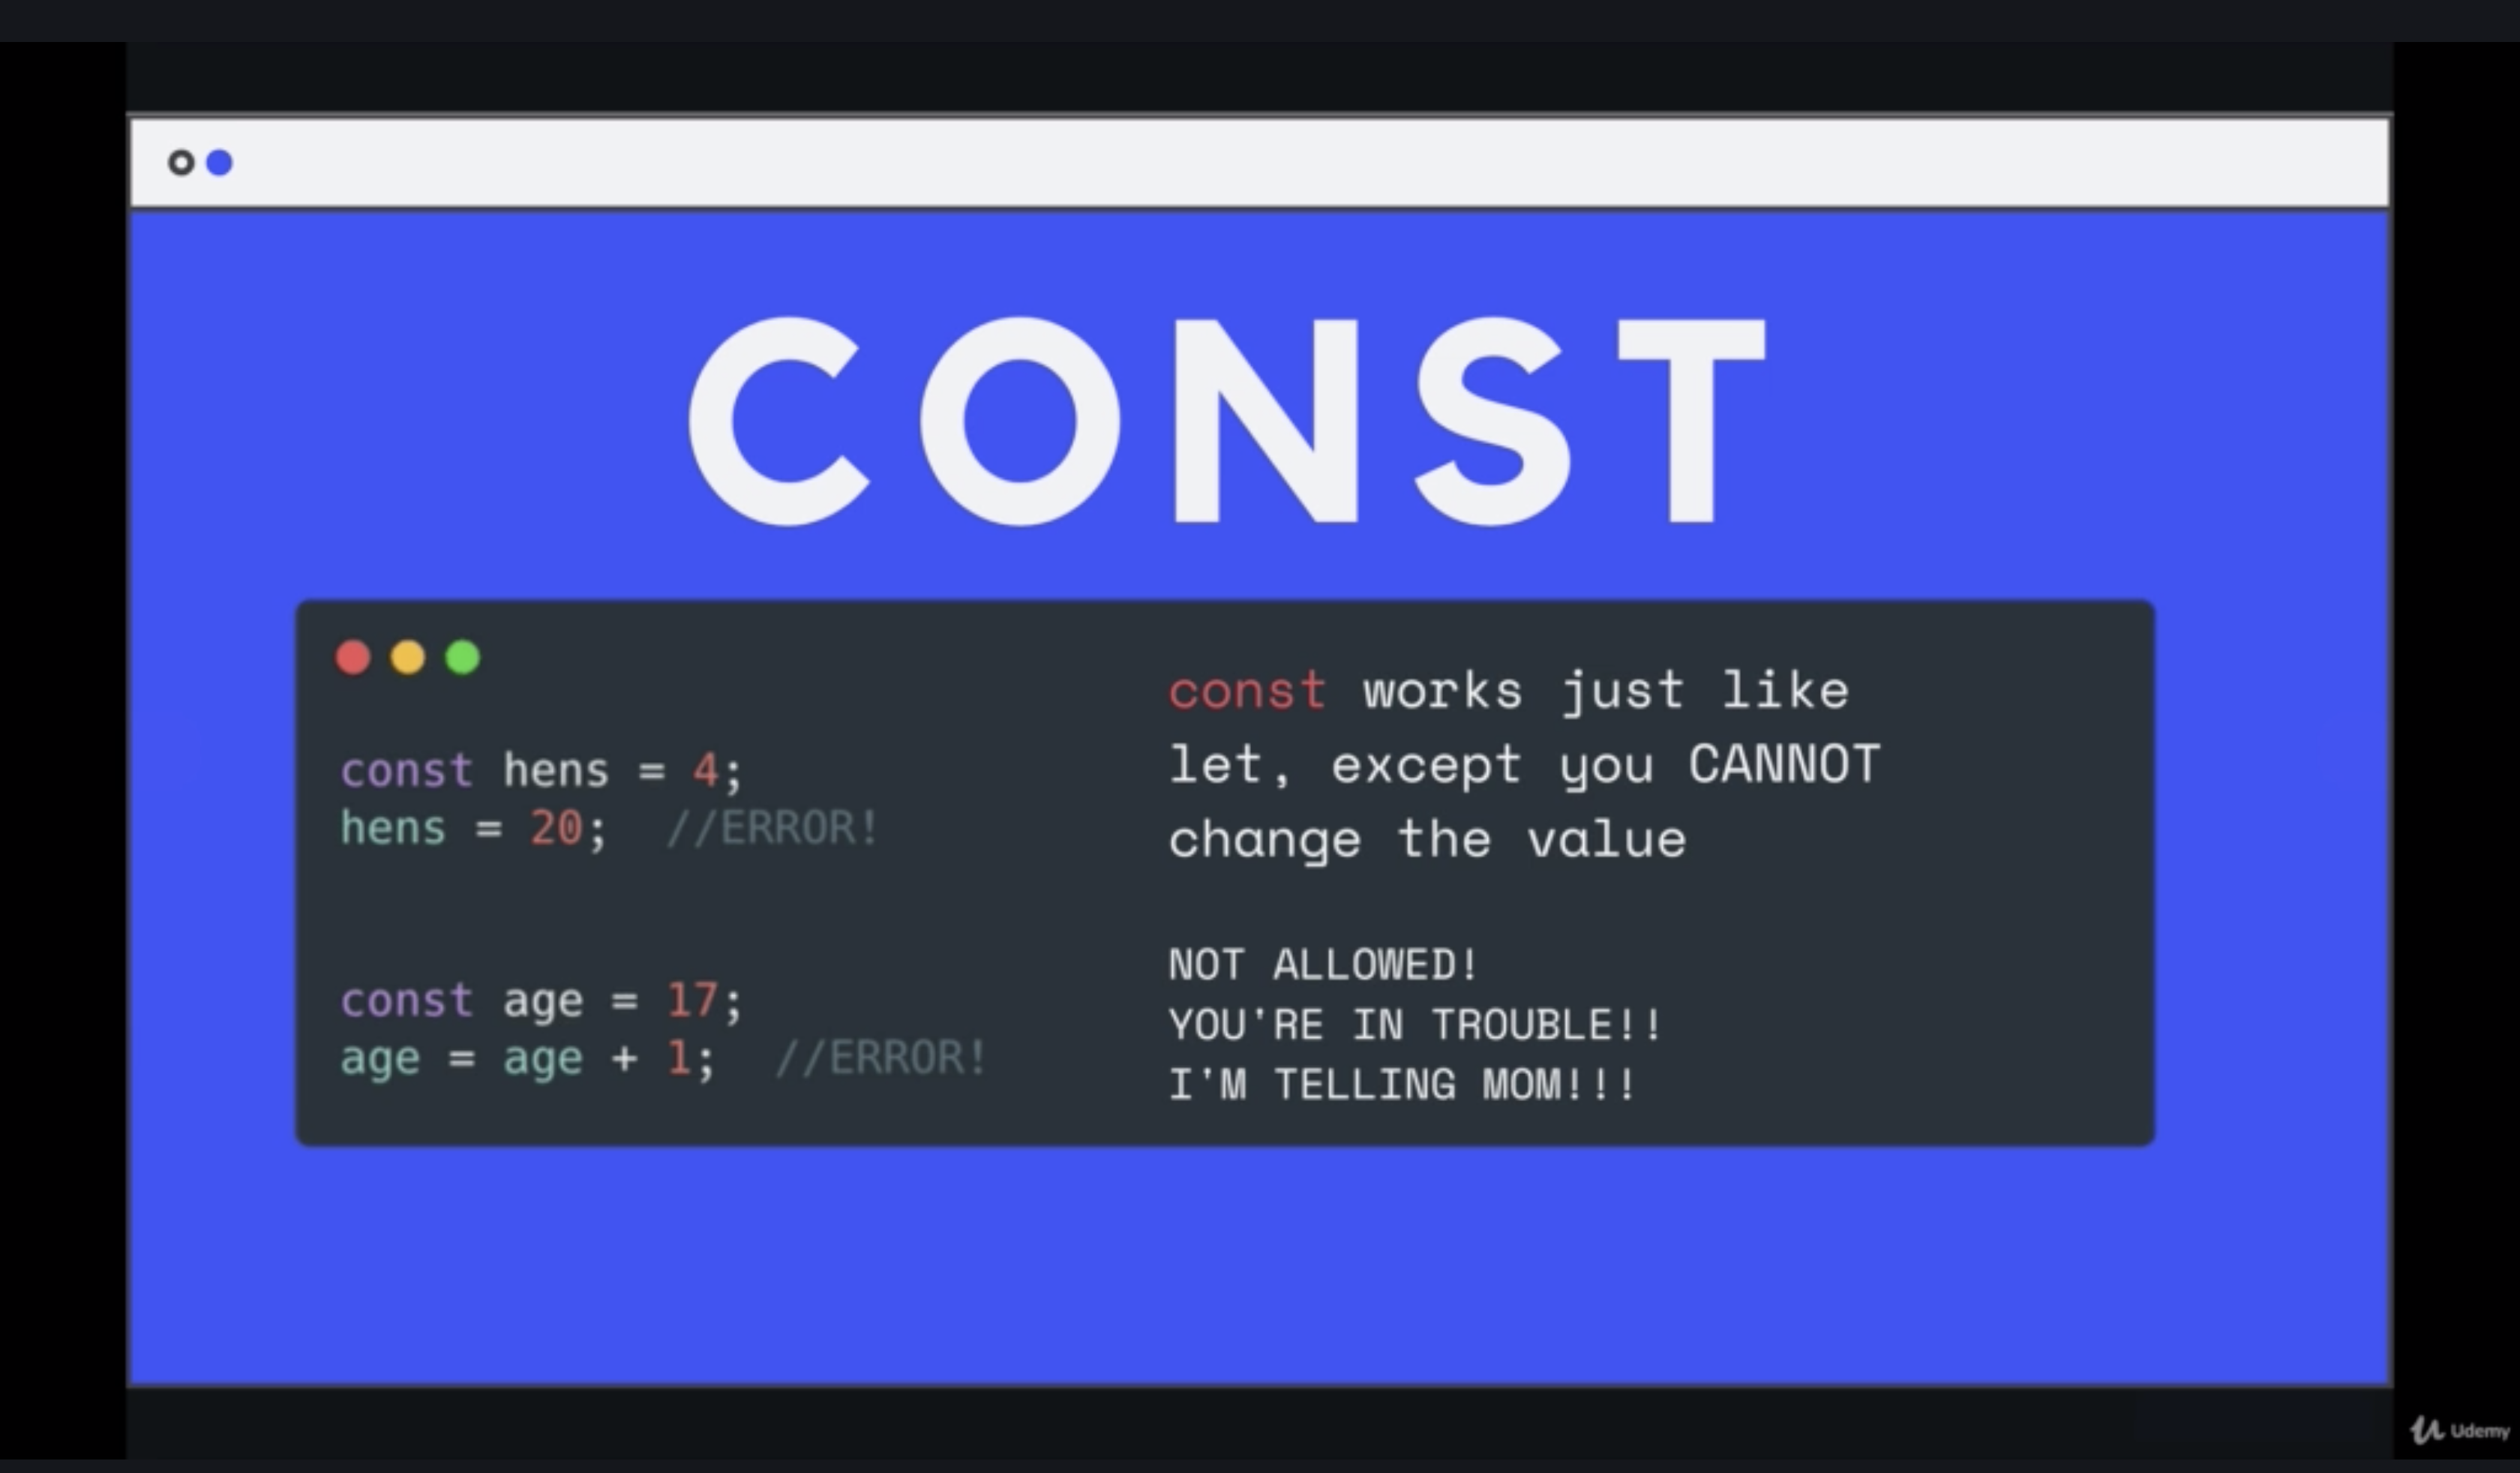 CONST
const hens = 4;
hens = 20;  //ERROR!
const age = 17;
age = age + 1;  //ERROR!
const works just like
let, except you CANNOT
change the value
NOT ALLOWED!
YOU'RE IN TROUBLE!!
I'M TELLING MOM!!!
Udemy